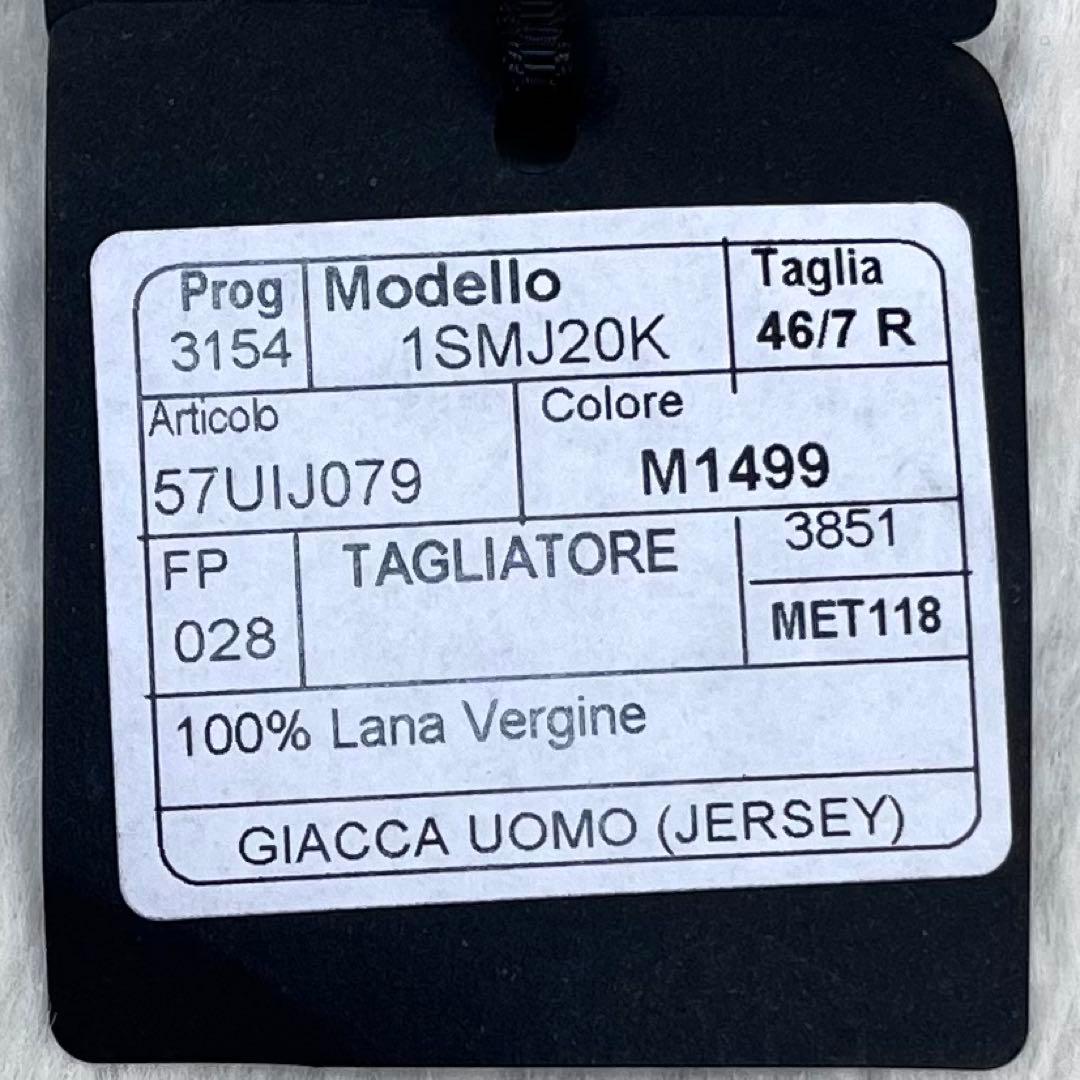 Prog
3154
Modello
1SMJ20K
Taglia
46/7 R
Articolo
57UIJ079
Colore
M1499
FP
028
TAGLIATORE
3851
MET118
100% Lana Vergine
GIACCA UOMO (JERSEY)